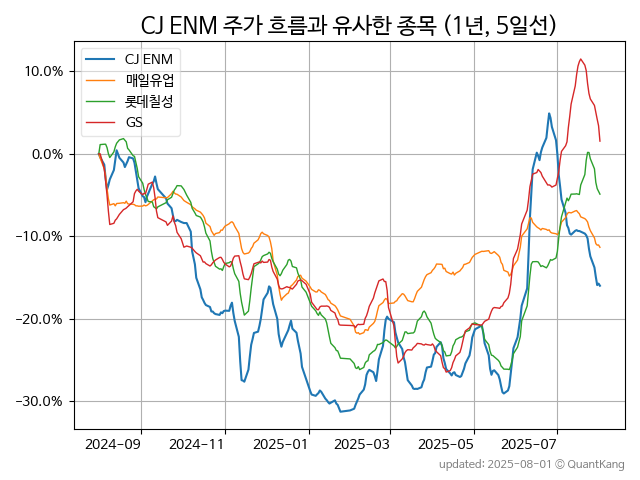 CJ ENM 주가 흐름과 유사한 종목 (1년, 5일선)
CJ ENM
매일유업
롯데칠성
GS
10.0%
0.0%
−10.0%
−20.0%
−30.0%
2024-09 2024-11 2025-01 2025-03 2025-05 2025-07
updated: 2025-08-01 © QuantKang